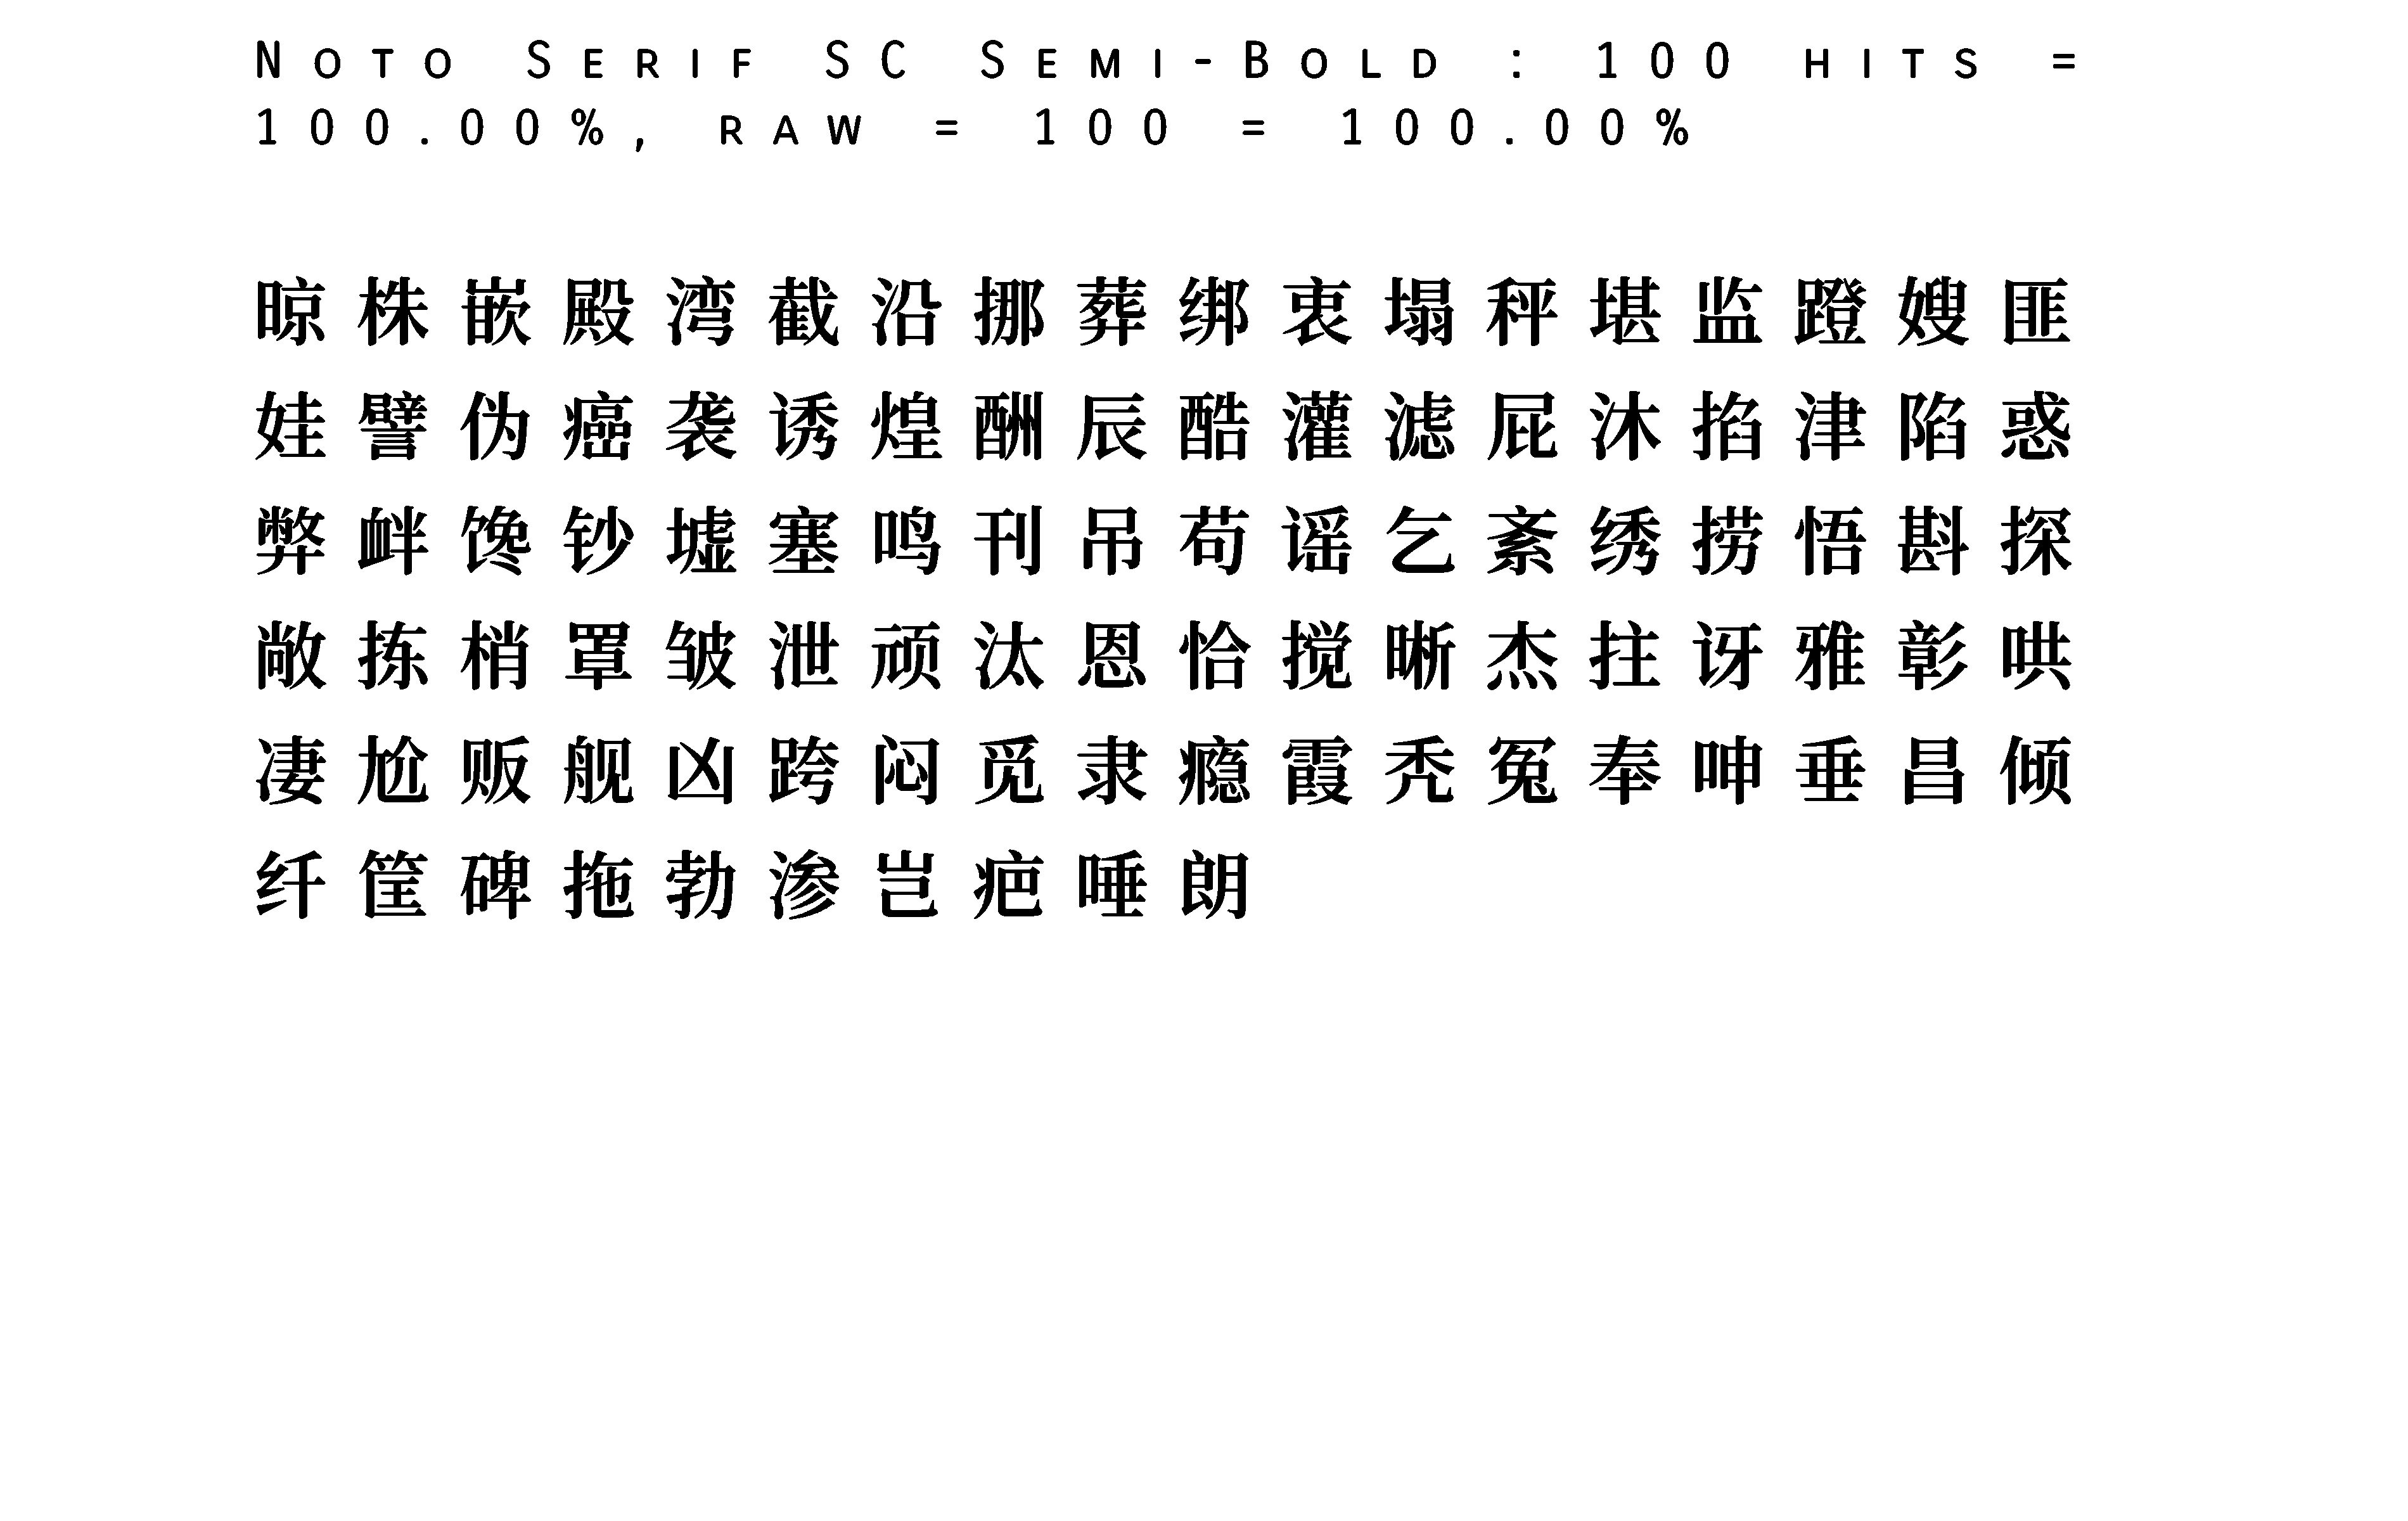 Noto Serif SC Semi-Bold : 100 hits =
100.00%, raw = 100 = 100.00%
晾株嵌殿湾截沿挪葬绑衷塌秤堪监蹬嫂匪
娃譬伪癌袭诱煌酬辰酷灌滤屁沐掐津陷惑
弊衅馋钞墟塞鸣刊吊苟谣乞紊绣捞悟斟探
敞拣梢罩皱泄顽汰恩恰搅晰杰拄讶雅彰哄
凄尬贩舰凶跨闷觅隶瘾霞秃冤奉呻垂昌倾
纤筐碑拖勃渗岂疤唾朗